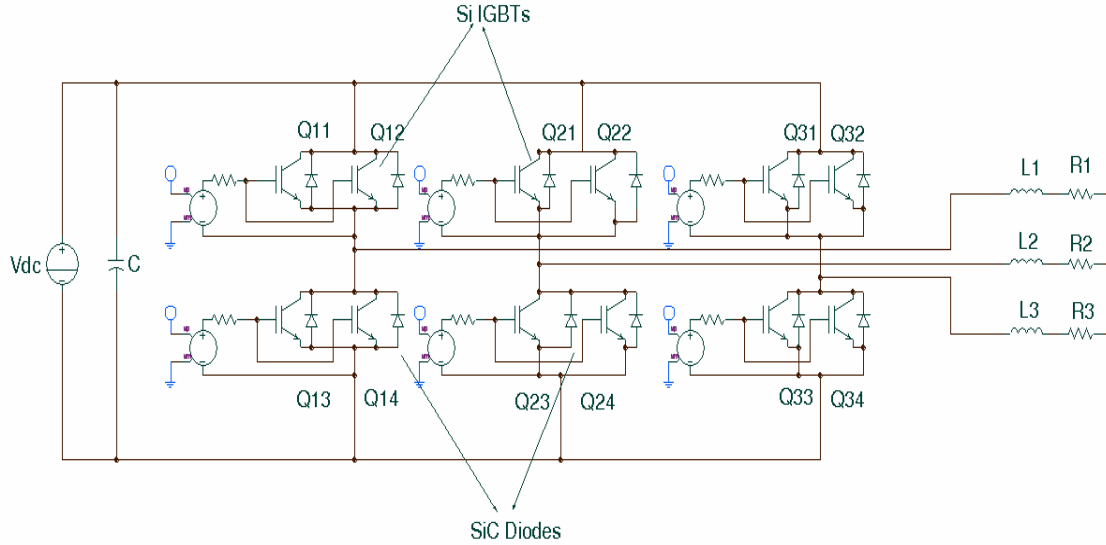 Si IGBTs
Q11 Q12 Q21 Q22 Q31 Q32
L1 R1
L2 R2
Vdc C
L3 R3
Q13 Q14 Q23 Q24 Q33 Q34
SiC Diodes